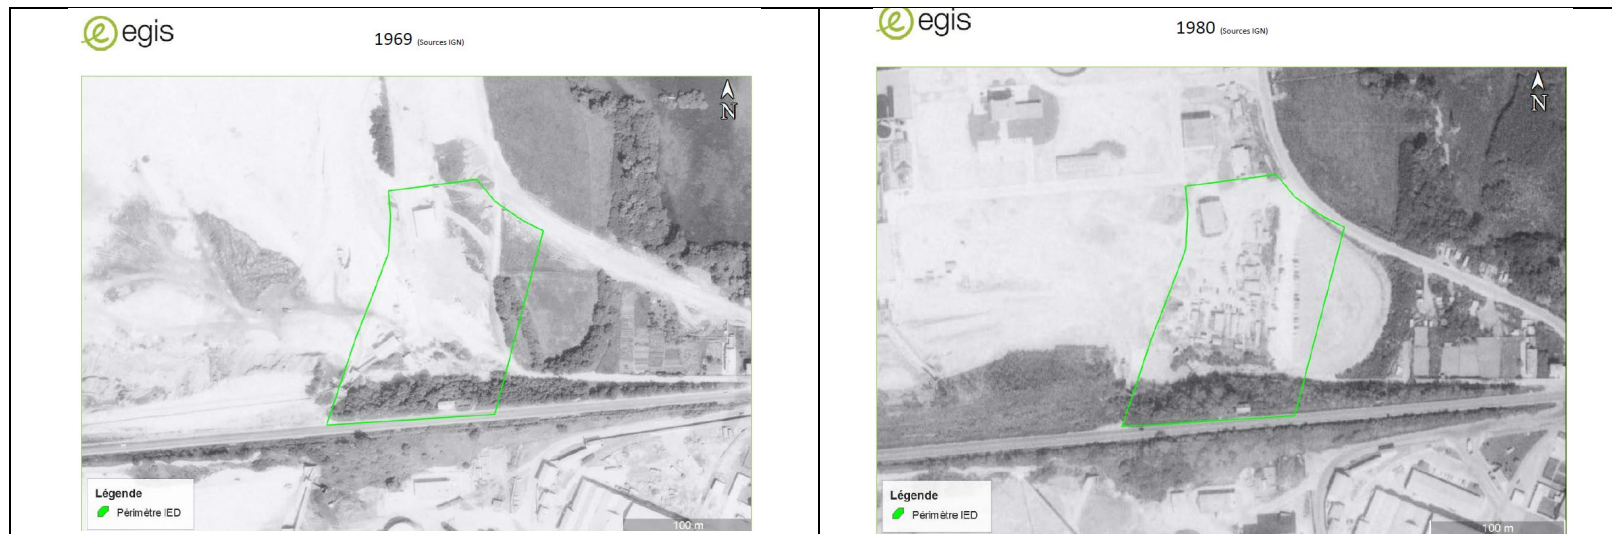 egis
1969 (Sources IGN)
N
Légende
Périmètre IED
100 m
egis
1980 (Sources IGN)
N
Légende
Périmètre IED
100 m